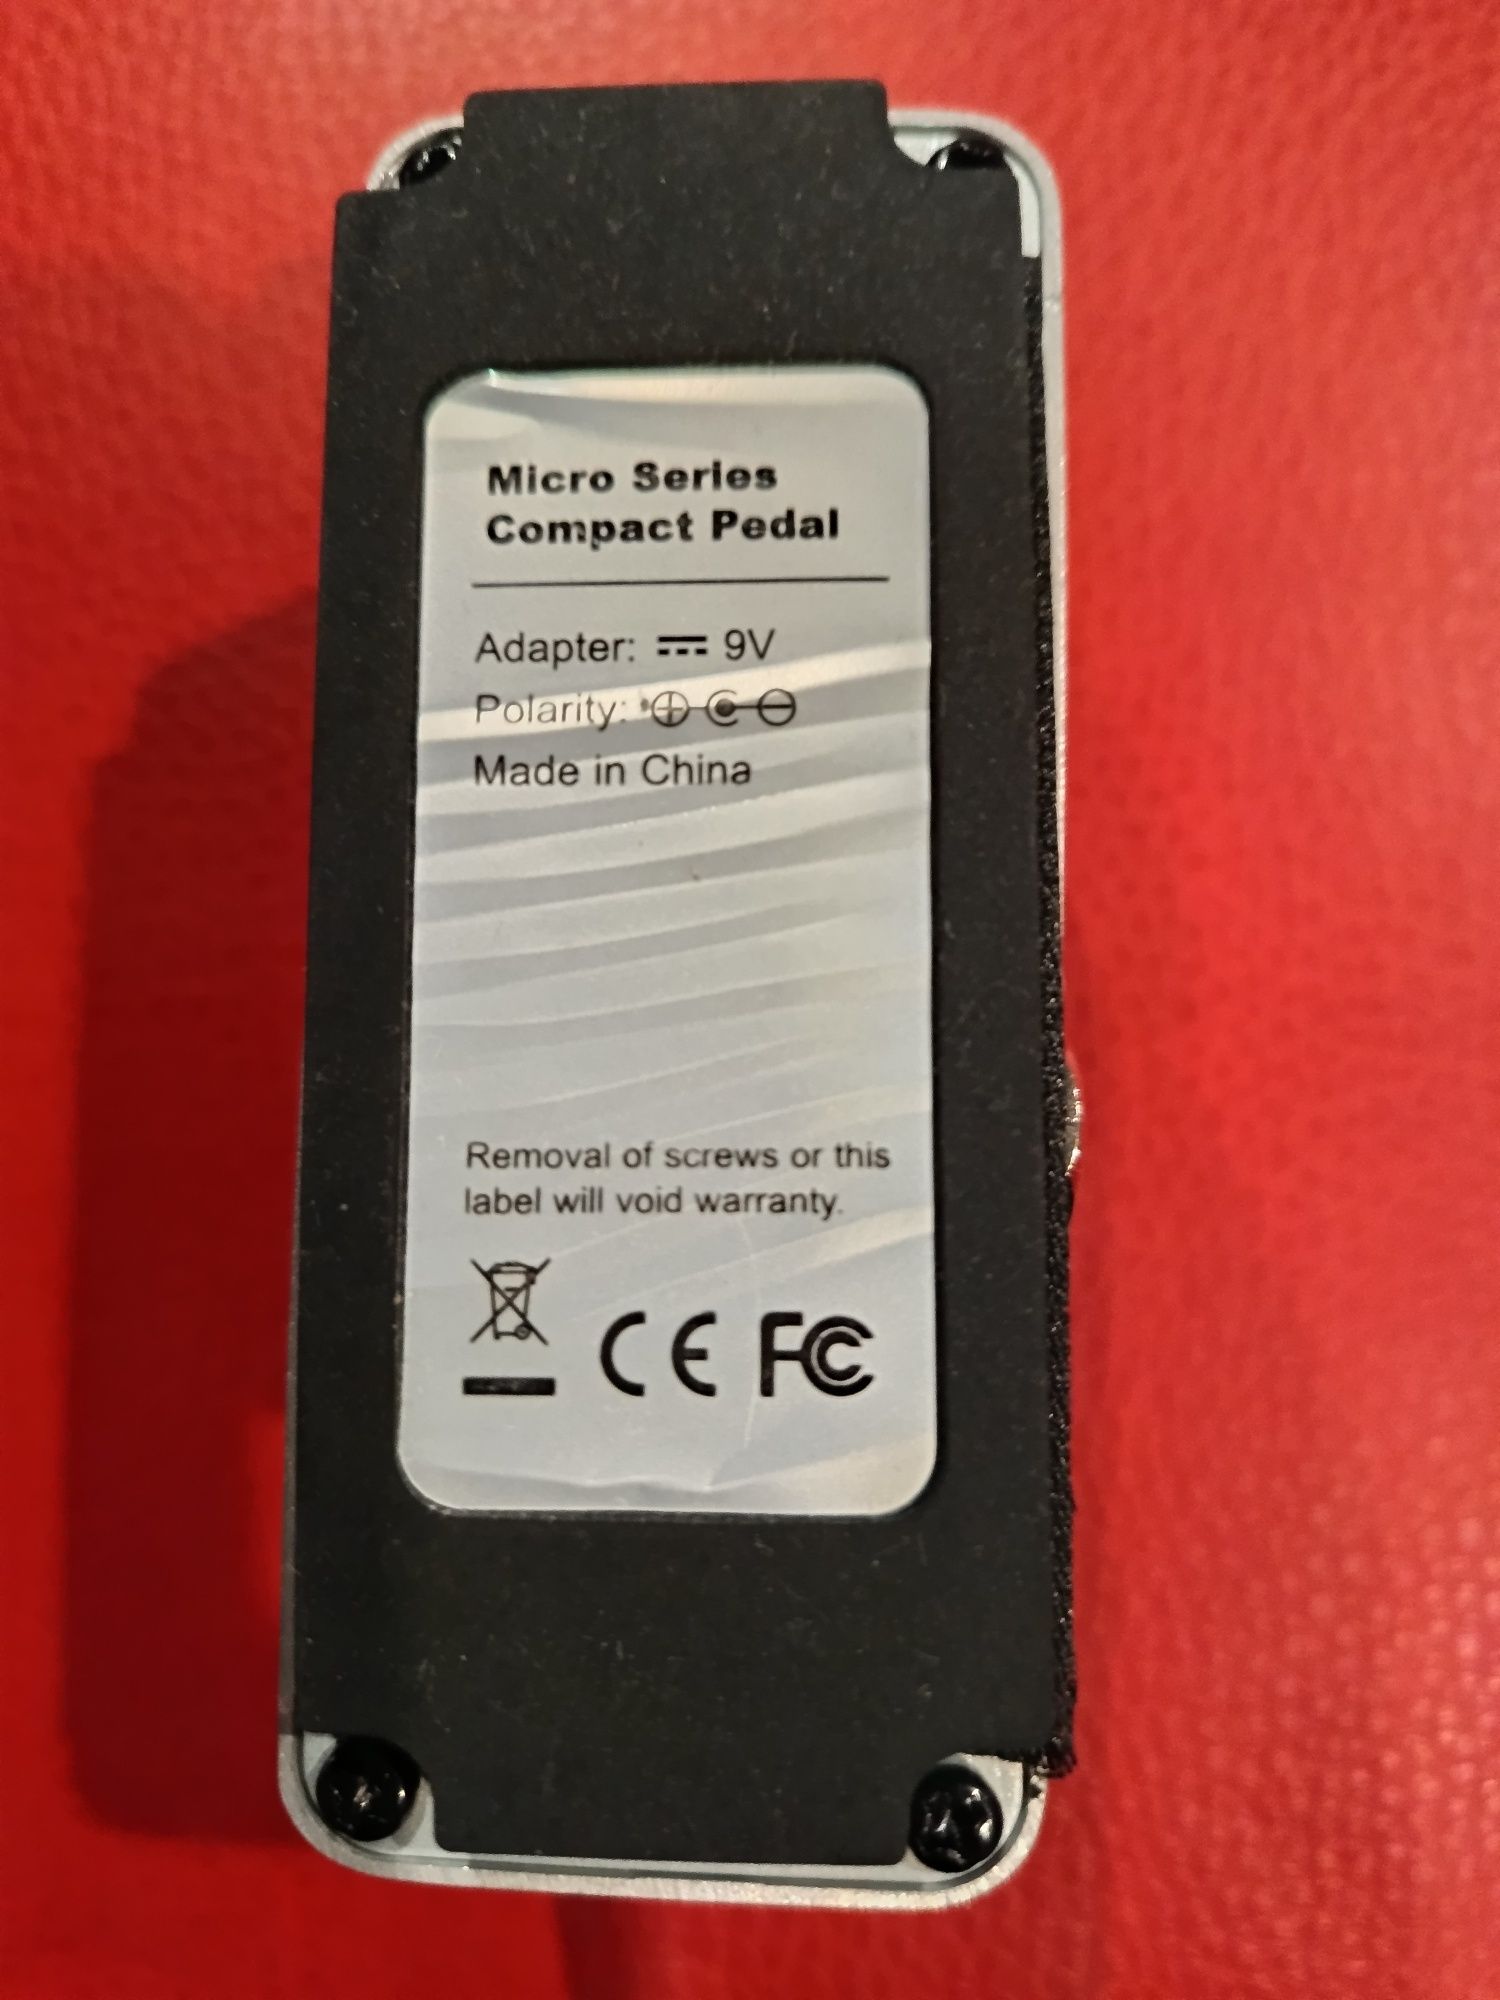 Micro Series
Compact Pedal
Adapter: ⎓ 9V
Polarity:
Made in China
Removal of screws or this
label will void warranty.
CE FC